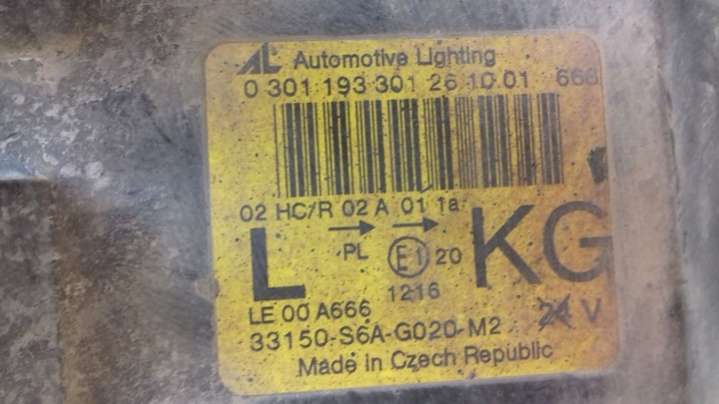 AL Automotive Lighting
0 301 193 301 26 10 01 666
02 HC/R 02 A 01 1a
L PL E1 20 KG
1216
LE 00 A666
33150-S6A-G020-M2 24 V
Made in Czech Republic